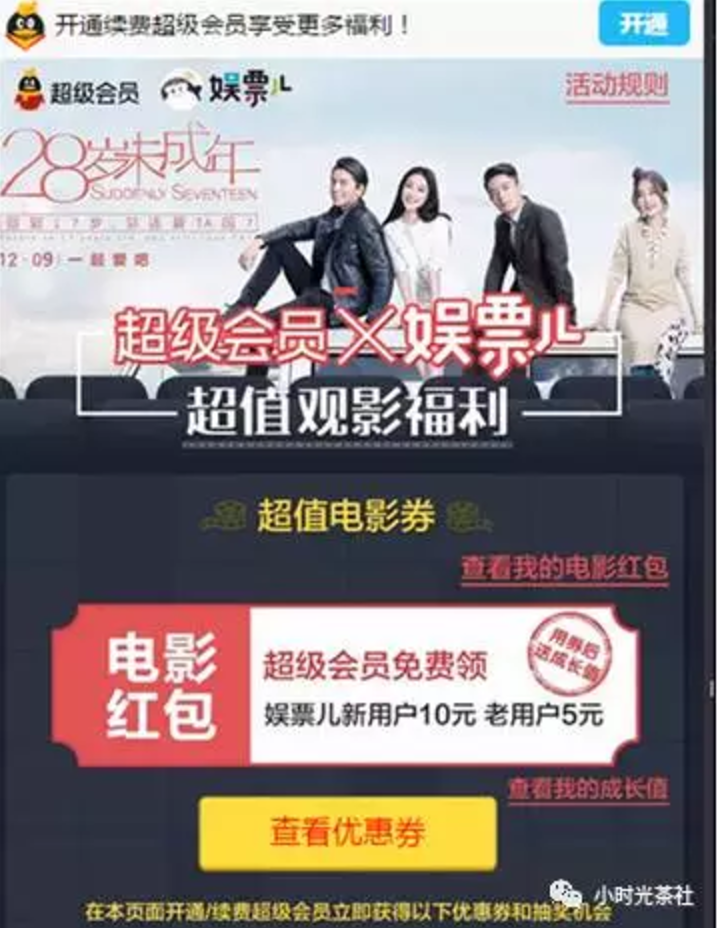 开通续费超级会员享受更多福利！
开通
超级会员
娱票儿
活动规则
28岁未成年
SUDDENLY SEVENTEEN
12·09
超级会员×娱票儿
超值观影福利
超值电影券
查看我的电影红包
电影
红包
超级会员免费领
用券后
送成长值
娱票儿新用户10元 老用户5元
查看我的成长值
查看优惠券
小时光茶社
在本页面开通/续费超级会员立即获得以下优惠券和抽奖机会